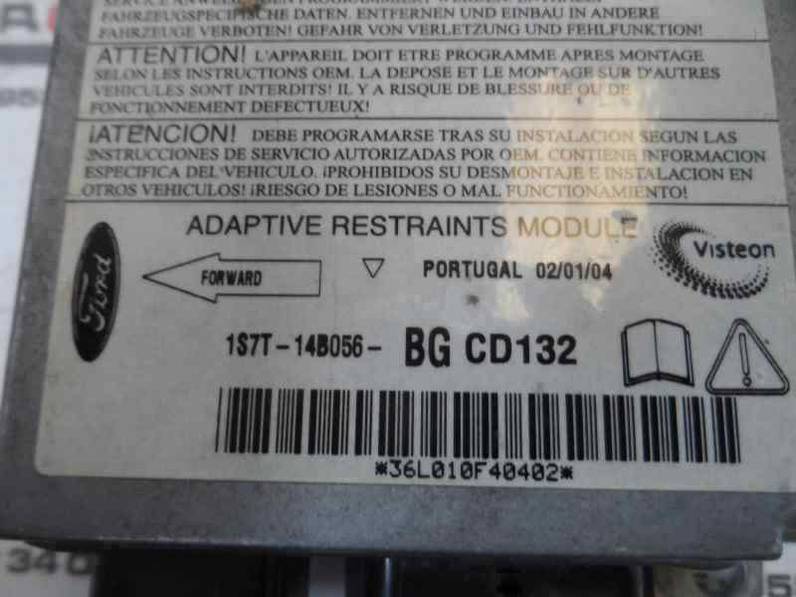 FAHRZEUGSPEZIFISCHE DATEN. ENTFERNEN UND EINBAU IN ANDERE
FAHRZEUGE VERBOTEN! GEFAHR VON VERLETZUNG UND FEHLFUNKTION!
ATTENTION! L'APPAREIL DOIT ETRE PROGRAMME APRES MONTAGE
SELON LES INSTRUCTIONS OEM. LA DEPOSE ET LE MONTAGE SUR D'AUTRES
VEHICULES SONT INTERDITS! IL Y A RISQUE DE BLESSURE OU DE
FONCTIONNEMENT DEFECTUEUX!
¡ATENCION! DEBE PROGRAMARSE TRAS SU INSTALACION SEGUN LAS
INSTRUCCIONES DE SERVICIO AUTORIZADAS POR OEM. CONTIENE INFORMACION
ESPECIFICA DEL VEHICULO. ¡PROHIBIDOS SU DESMONTAJE E INSTALACION EN
OTROS VEHICULOS! ¡RIESGO DE LESIONES O MAL FUNCIONAMIENTO!
ADAPTIVE RESTRAINTS MODULE
Ford
FORWARD
PORTUGAL 02/01/04
Visteon
1S7T-14B056- BG CD132
*36L010F40402*